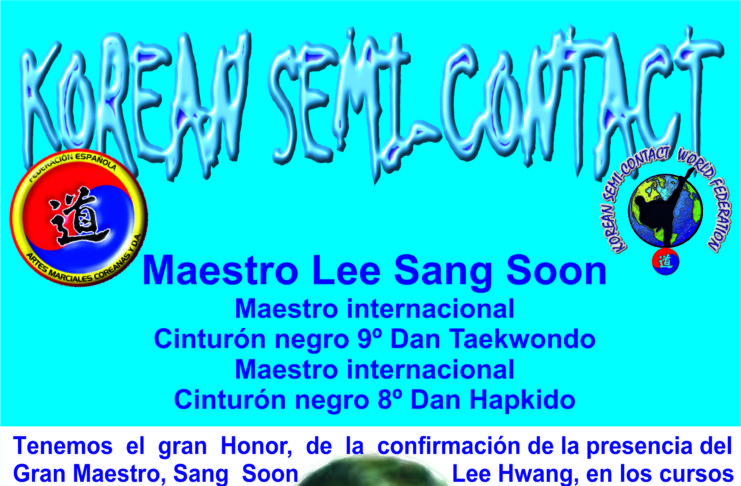 KOREAN SEMI-CONTACT
FEDERACIÓN ESPAÑOLA
道
ARTES MARCIALES COREANAS Y D.A.
KOREAN SEMI-CONTACT WORLD FEDERATION
道
Maestro Lee Sang Soon
Maestro internacional
Cinturón negro 9º Dan Taekwondo
Maestro internacional
Cinturón negro 8º Dan Hapkido
Tenemos el gran Honor, de la confirmación de la presencia del
Gran Maestro, Sang Soon Lee Hwang, en los cursos